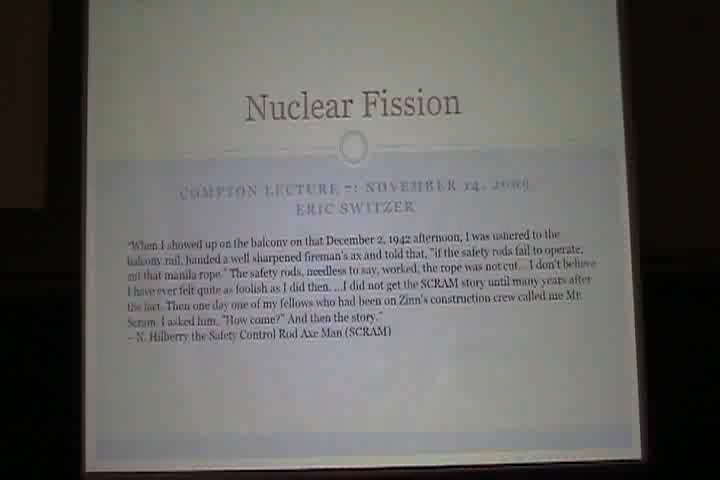 Nuclear Fission
COMPTON LECTURE 7: NOVEMBER 14, 2009
ERIC SWITZER
"When I showed up on the balcony on that December 2, 1942 afternoon, I was ushered to the
balcony rail, handed a well sharpened fireman's ax and told that, "if the safety rods fail to operate,
cut that manila rope." The safety rods, needless to say, worked, the rope was not cut... I don't believe
I have ever felt quite as foolish as I did then. ...I did not get the SCRAM story until many years after
the fact. Then one day one of my fellows who had been on Zinn's construction crew called me Mr.
Scram. I asked him, "How come?" And then the story."
– N. Hilberry the Safety Control Rod Axe Man (SCRAM)